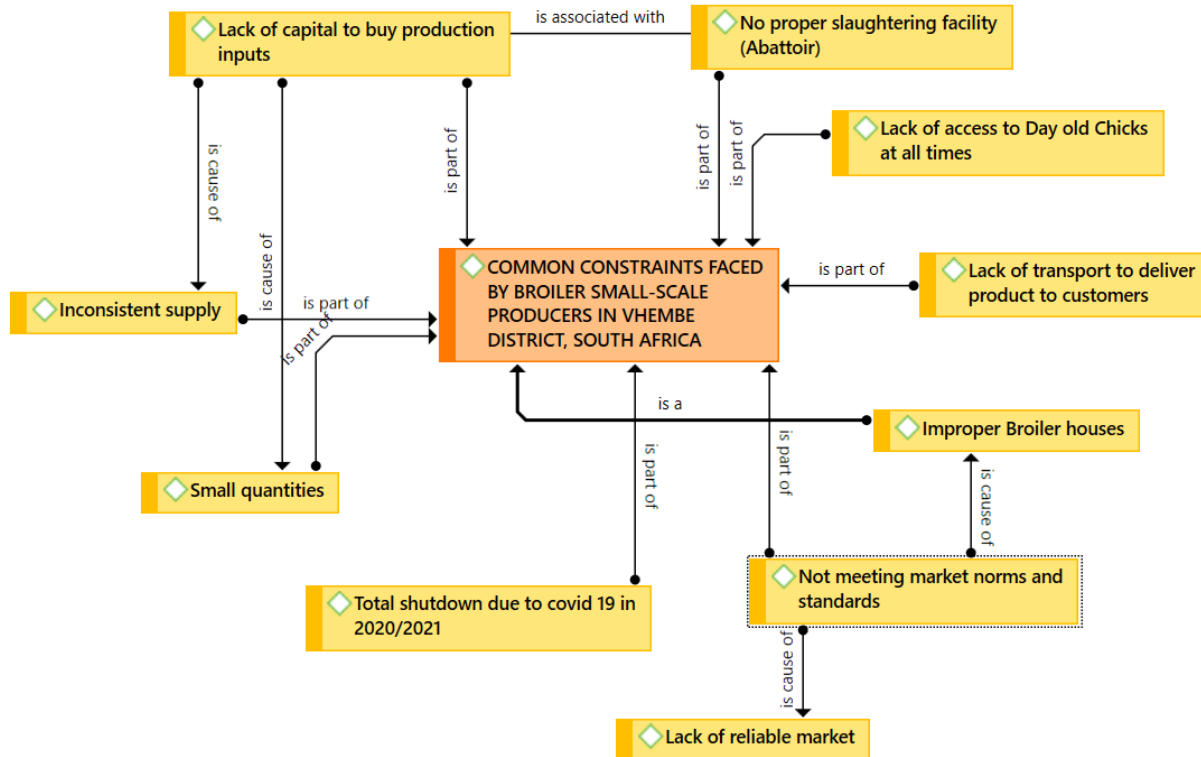 is associated with
Lack of capital to buy production
inputs
No proper slaughtering facility
(Abattoir)
Lack of access to Day old Chicks
at all times
is part of
is part of
is part of
is cause of
is cause of
COMMON CONSTRAINTS FACED
BY BROILER SMALL-SCALE
PRODUCERS IN VHEMBE
DISTRICT, SOUTH AFRICA
is part of
Lack of transport to deliver
product to customers
Inconsistent supply
is part of
is part of
is a
Improper Broiler houses
Small quantities
is part of
is part of
is cause of
Total shutdown due to covid 19 in
2020/2021
Not meeting market norms and
standards
is cause of
Lack of reliable market